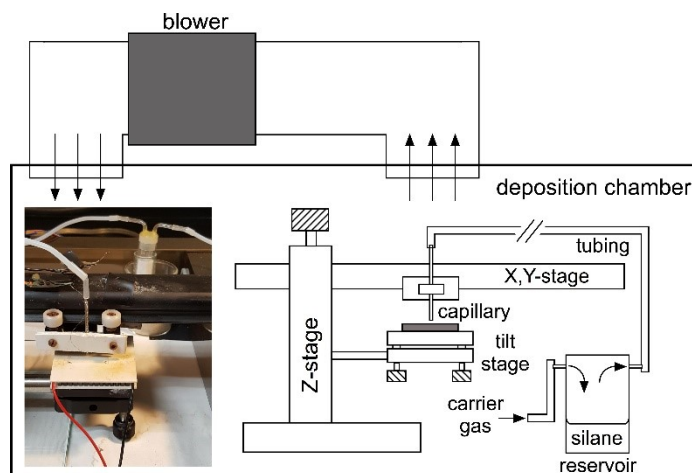 blower
deposition chamber
tubing
X,Y-stage
capillary
Z-stage
tilt
stage
carrier
gas
silane
reservoir